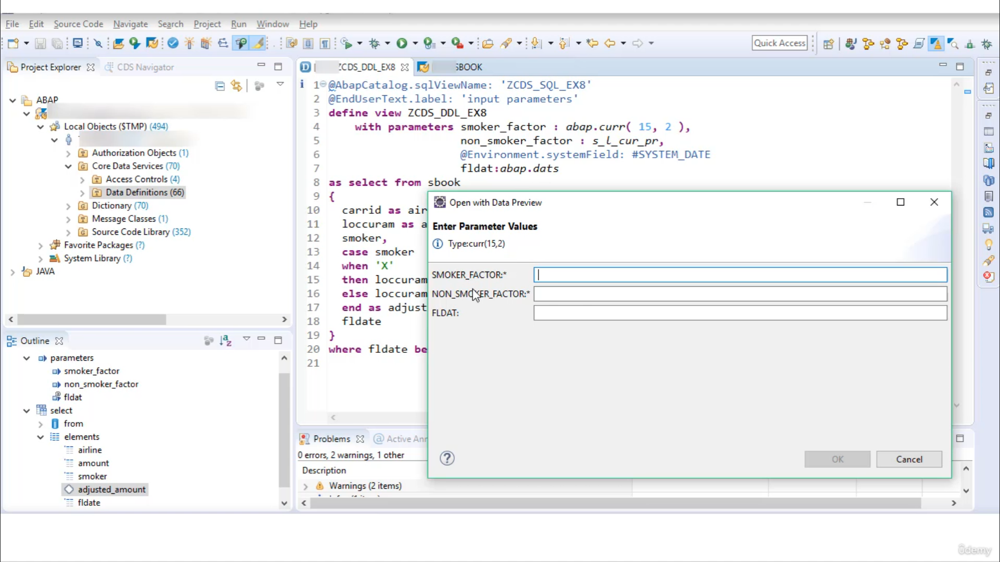 File Edit Source Code Navigate Search Project Run Window Help
Quick Access
Project Explorer CDS Navigator
ABAP
Local Objects ($TMP) (494)
Authorization Objects (1)
Core Data Services (70)
Access Controls (4)
Data Definitions (66)
Dictionary (70)
Message Classes (1)
Source Code Library (352)
Favorite Packages (?)
System Library (?)
JAVA
Outline
parameters
smoker_factor
non_smoker_factor
fldat
select
from
elements
airline
amount
smoker
adjusted_amount
fldate
ZCDS_DDL_EX8 SBOOK
1 @AbapCatalog.sqlViewName: 'ZCDS_SQL_EX8'
2 @EndUserText.label: 'input parameters'
3 define view ZCDS_DDL_EX8
4 with parameters smoker_factor : abap.curr( 15, 2 ),
5 non_smoker_factor : s_l_cur_pr,
6 @Environment.systemField: #SYSTEM_DATE
7 fldat:abap.dats
8 as select from sbook
9 {
10 carrid as air
11 loccuram as a
12 smoker,
13 case smoker
14 when 'X'
15 then loccuram
16 else loccuram
17 end as adjust
18 fldate
19 }
20 where fldate be
21
Open with Data Preview
Enter Parameter Values
Type:curr(15,2)
SMOKER_FACTOR:*
NON_SMOKER_FACTOR:*
FLDAT:
OK Cancel
Problems @ Active Ann
0 errors, 2 warnings, 1 other
Description
Warnings (2 items)
ûdemy